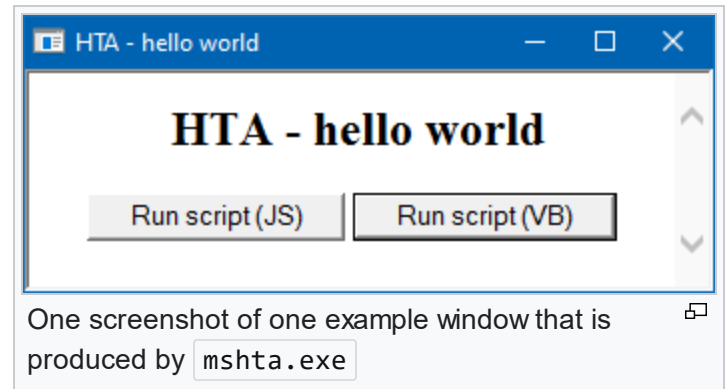 HTA - hello world
HTA - hello world
Run script (JS) Run script (VB)
One screenshot of one example window that is
produced by mshta.exe